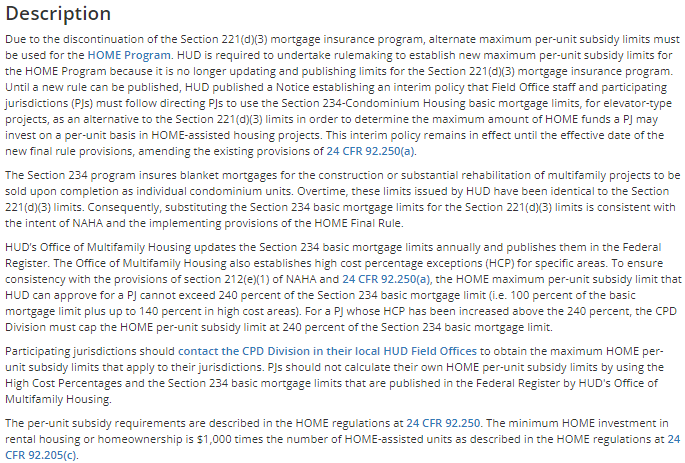 Description
Due to the discontinuation of the Section 221(d)(3) mortgage insurance program, alternate maximum per-unit subsidy limits must
be used for the HOME Program. HUD is required to undertake rulemaking to establish new maximum per-unit subsidy limits for
the HOME Program because it is no longer updating and publishing limits for the Section 221(d)(3) mortgage insurance program.
Until a new rule can be published, HUD published a Notice establishing an interim policy that Field Office staff and participating
jurisdictions (PJs) must follow directing PJs to use the Section 234-Condominium Housing basic mortgage limits, for elevator-type
projects, as an alternative to the Section 221(d)(3) limits in order to determine the maximum amount of HOME funds a PJ may
invest on a per-unit basis in HOME-assisted housing projects. This interim policy remains in effect until the effective date of the
new final rule provisions, amending the existing provisions of 24 CFR 92.250(a).
The Section 234 program insures blanket mortgages for the construction or substantial rehabilitation of multifamily projects to be
sold upon completion as individual condominium units. Overtime, these limits issued by HUD have been identical to the Section
221(d)(3) limits. Consequently, substituting the Section 234 basic mortgage limits for the Section 221(d)(3) limits is consistent with
the intent of NAHA and the implementing provisions of the HOME Final Rule.
HUD's Office of Multifamily Housing updates the Section 234 basic mortgage limits annually and publishes them in the Federal
Register. The Office of Multifamily Housing also establishes high cost percentage exceptions (HCP) for specific areas. To ensure
consistency with the provisions of section 212(e)(1) of NAHA and 24 CFR 92.250(a), the HOME maximum per-unit subsidy limit that
HUD can approve for a PJ cannot exceed 240 percent of the Section 234 basic mortgage limit (i.e. 100 percent of the basic
mortgage limit plus up to 140 percent in high cost areas). For a PJ whose HCP has been increased above the 240 percent, the CPD
Division must cap the HOME per-unit subsidy limit at 240 percent of the Section 234 basic mortgage limit.
Participating jurisdictions should contact the CPD Division in their local HUD Field Offices to obtain the maximum HOME per-
unit subsidy limits that apply to their jurisdictions. PJs should not calculate their own HOME per-unit subsidy limits by using the
High Cost Percentages and the Section 234 basic mortgage limits that are published in the Federal Register by HUD's Office of
Multifamily Housing.
The per-unit subsidy requirements are described in the HOME regulations at 24 CFR 92.250. The minimum HOME investment in
rental housing or homeownership is $1,000 times the number of HOME-assisted units as described in the HOME regulations at 24
CFR 92.205(c).